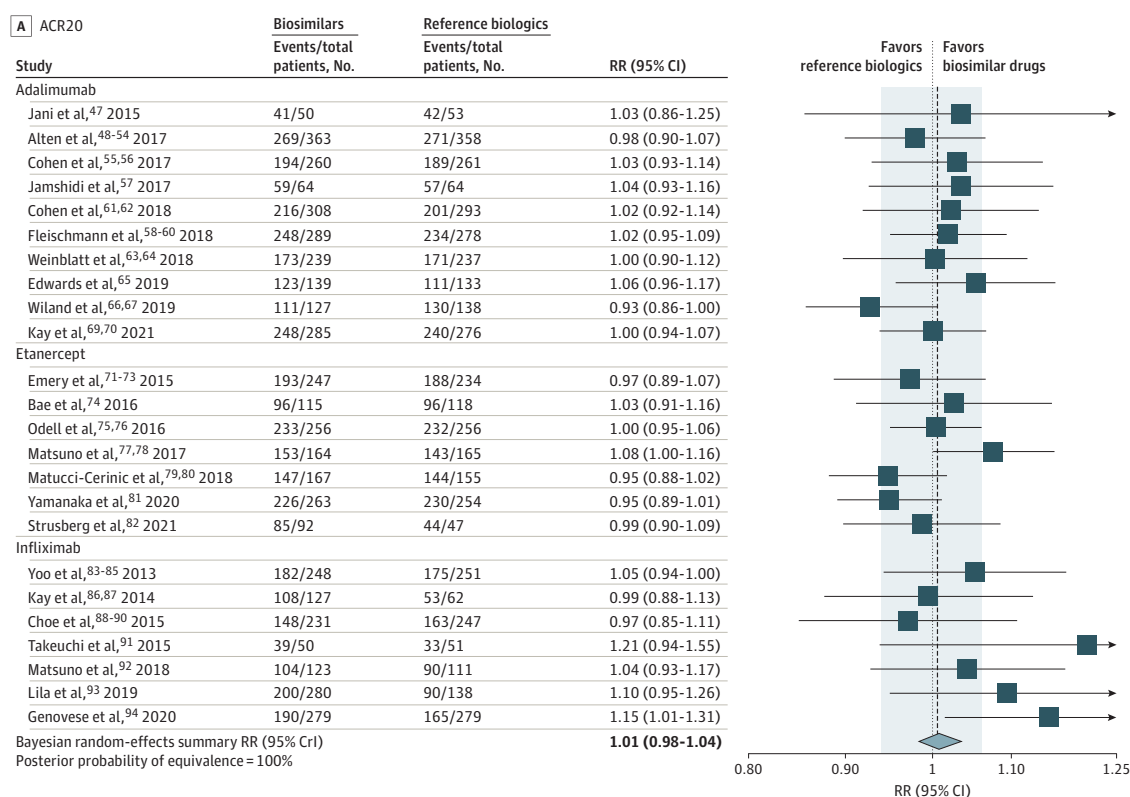 A ACR20
Biosimilars Reference biologics
Events/total patients, No. Events/total patients, No.
Study RR (95% CI)
Favors reference biologics Favors biosimilar drugs
Adalimumab
Jani et al,47 2015 41/50 42/53 1.03 (0.86-1.25)
Alten et al,48-54 2017 269/363 271/358 0.98 (0.90-1.07)
Cohen et al,55,56 2017 194/260 189/261 1.03 (0.93-1.14)
Jamshidi et al,57 2017 59/64 57/64 1.04 (0.93-1.16)
Cohen et al,61,62 2018 216/308 201/293 1.02 (0.92-1.14)
Fleischmann et al,58-60 2018 248/289 234/278 1.02 (0.95-1.09)
Weinblatt et al,63,64 2018 173/239 171/237 1.00 (0.90-1.12)
Edwards et al,65 2019 123/139 111/133 1.06 (0.96-1.17)
Wiland et al,66,67 2019 111/127 130/138 0.93 (0.86-1.00)
Kay et al,69,70 2021 248/285 240/276 1.00 (0.94-1.07)
Etanercept
Emery et al,71-73 2015 193/247 188/234 0.97 (0.89-1.07)
Bae et al,74 2016 96/115 96/118 1.03 (0.91-1.16)
Odell et al,75,76 2016 233/256 232/256 1.00 (0.95-1.06)
Matsuno et al,77,78 2017 153/164 143/165 1.08 (1.00-1.16)
Matucci-Cerinic et al,79,80 2018 147/167 144/155 0.95 (0.88-1.02)
Yamanaka et al,81 2020 226/263 230/254 0.95 (0.89-1.01)
Strusberg et al,82 2021 85/92 44/47 0.99 (0.90-1.09)
Infliximab
Yoo et al,83-85 2013 182/248 175/251 1.05 (0.94-1.00)
Kay et al,86,87 2014 108/127 53/62 0.99 (0.88-1.13)
Choe et al,88-90 2015 148/231 163/247 0.97 (0.85-1.11)
Takeuchi et al,91 2015 39/50 33/51 1.21 (0.94-1.55)
Matsuno et al,92 2018 104/123 90/111 1.04 (0.93-1.17)
Lila et al,93 2019 200/280 90/138 1.10 (0.95-1.26)
Genovese et al,94 2020 190/279 165/279 1.15 (1.01-1.31)
Bayesian random-effects summary RR (95% CrI) 1.01 (0.98-1.04)
Posterior probability of equivalence = 100%
0.80 0.90 1 1.10 1.25
RR (95% CI)